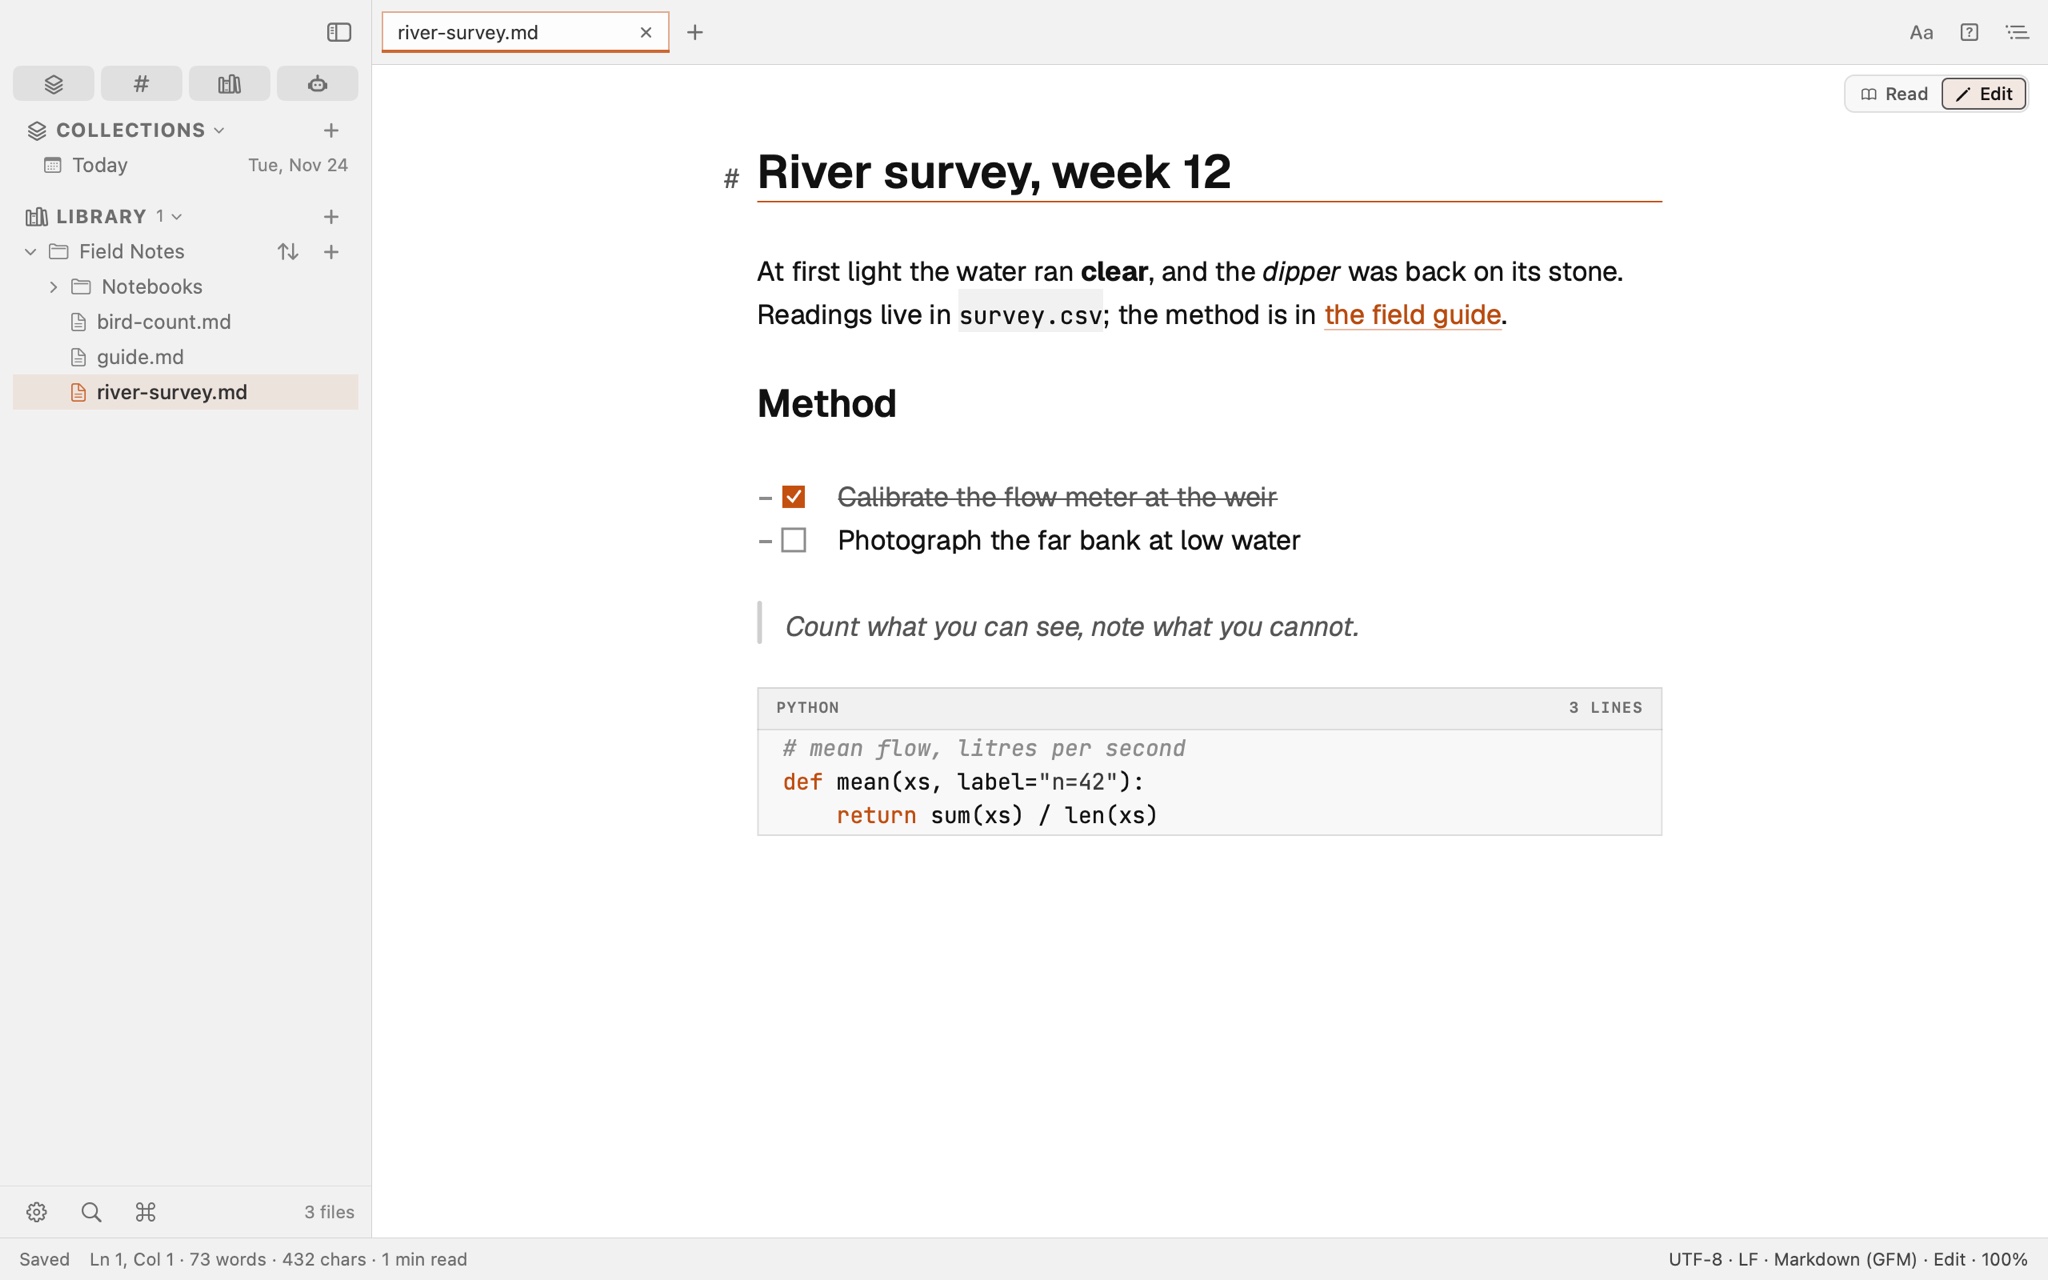 river-survey.md
Aa
Read
Edit
COLLECTIONS
Today
Tue, Nov 24
LIBRARY 1
Field Notes
Notebooks
bird-count.md
guide.md
river-survey.md
3 files
# River survey, week 12
At first light the water ran clear, and the dipper was back on its stone.
Readings live in survey.csv; the method is in the field guide.
Method
– Calibrate the flow meter at the weir
– Photograph the far bank at low water
Count what you can see, note what you cannot.
PYTHON
3 LINES
# mean flow, litres per second
def mean(xs, label="n=42"):
    return sum(xs) / len(xs)
Saved
Ln 1, Col 1 · 73 words · 432 chars · 1 min read
UTF-8 · LF · Markdown (GFM) · Edit · 100%